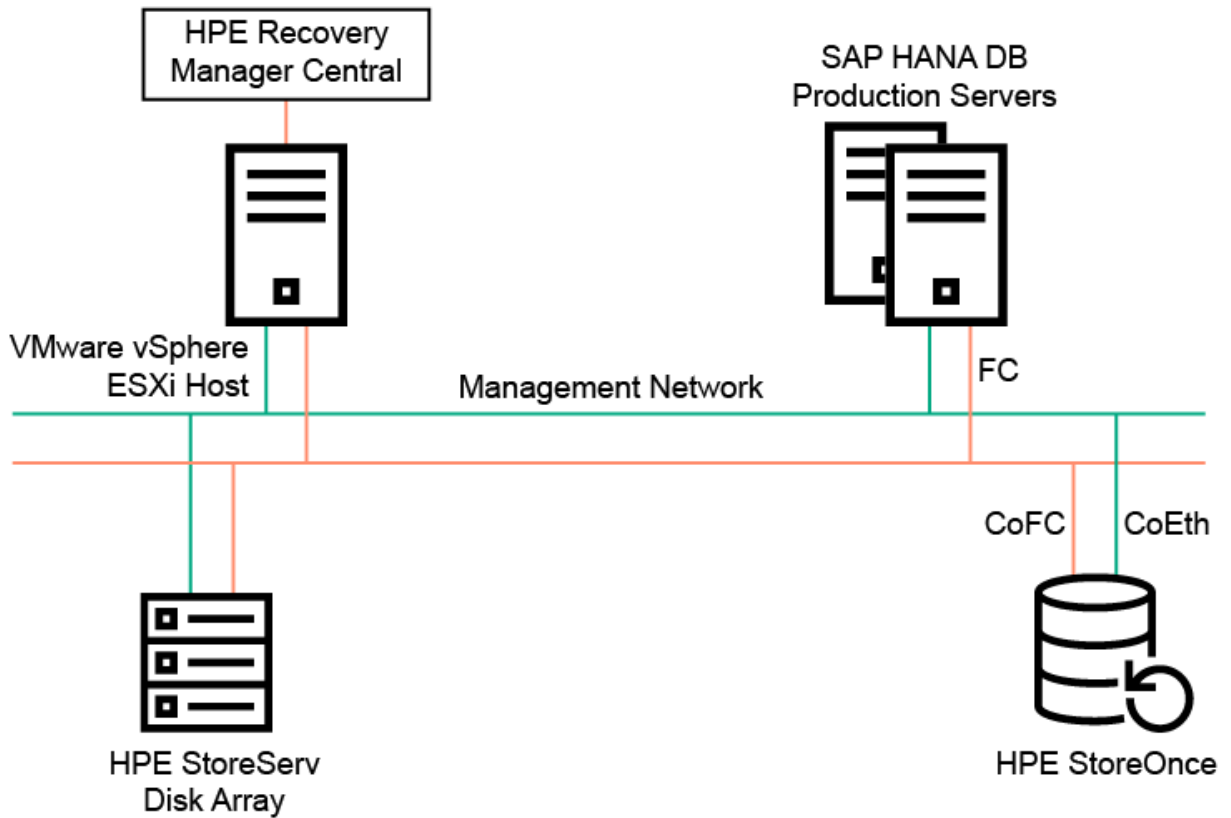 HPE Recovery
Manager Central
SAP HANA DB
Production Servers
VMware vSphere
ESXi Host
Management Network
FC
CoFC
CoEth
HPE StoreServ
Disk Array
HPE StoreOnce